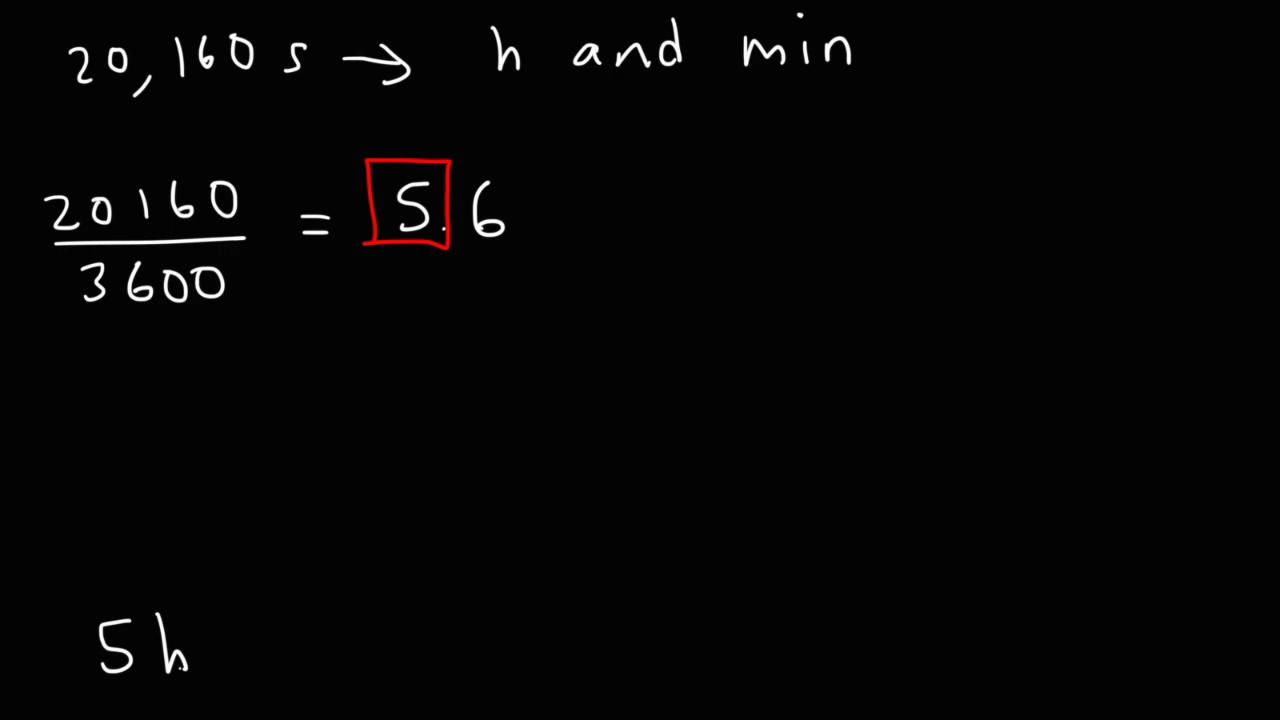 20,160 s → h and min
20160
3600
= 5.6
5 h